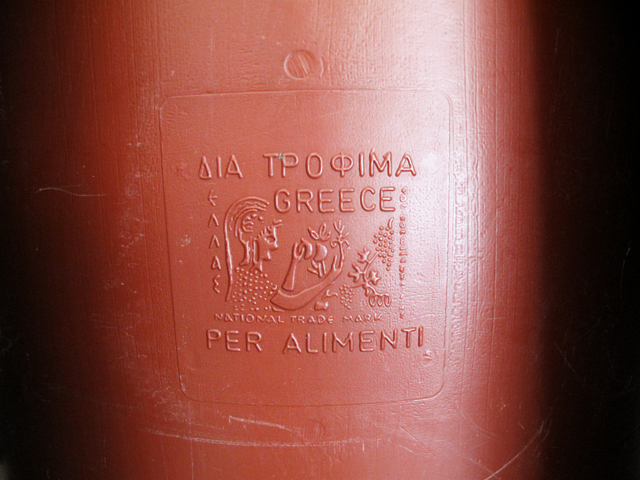 ΔΙΑ ΤΡΟΦΙΜΑ
GREECE
ΕΛΛΑΣ
NATIONAL TRADE MARK
PER ALIMENTI